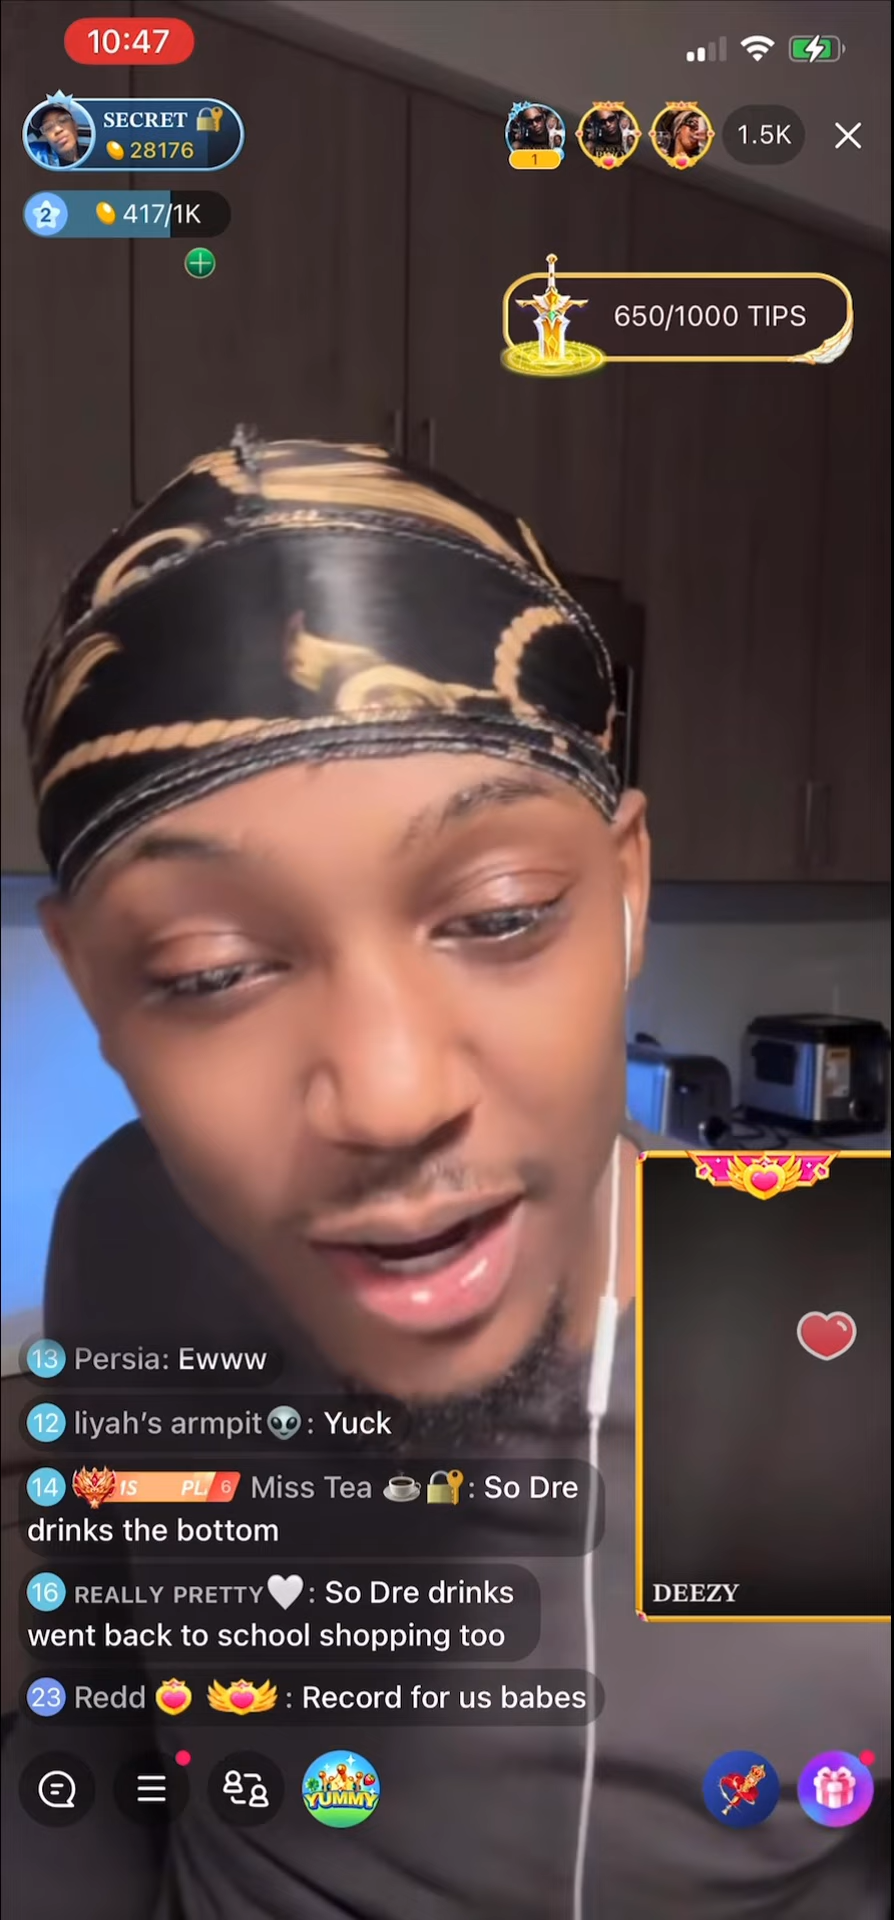 10:47
SECRET 🔐
28176
1
1.5K
2
417/1K
650/1000 TIPS
13 Persia: Ewww
12 liyah's armpit👽: Yuck
14 1S PL 6 Miss Tea ☕🔐: So Dre
drinks the bottom
16 REALLY PRETTY🤍: So Dre drinks
went back to school shopping too
DEEZY
23 Redd : Record for us babes
YUMMY